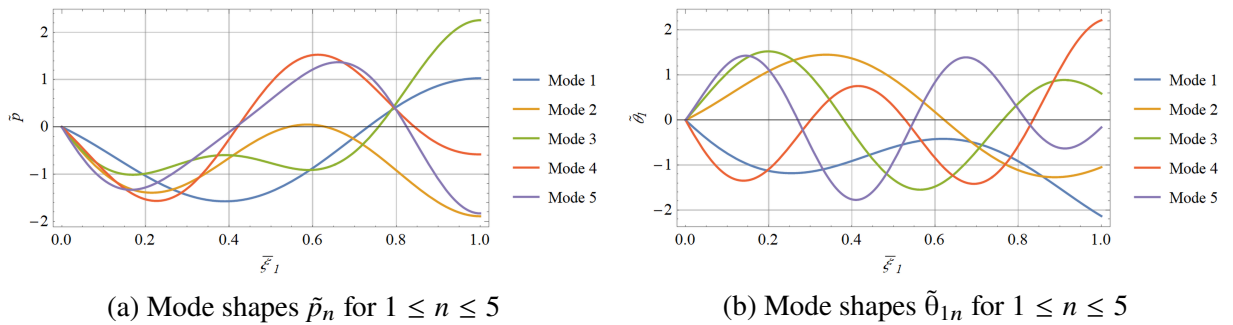 2
1
0
−1
−2
p̃
0.0 0.2 0.4 0.6 0.8 1.0
ξ̅ 1
Mode 1
Mode 2
Mode 3
Mode 4
Mode 5
(a) Mode shapes p̃ₙ for 1 ≤ n ≤ 5
2
1
0
−1
−2
θ̃₁
0.0 0.2 0.4 0.6 0.8 1.0
ξ̅ 1
Mode 1
Mode 2
Mode 3
Mode 4
Mode 5
(b) Mode shapes θ̃₁ₙ for 1 ≤ n ≤ 5